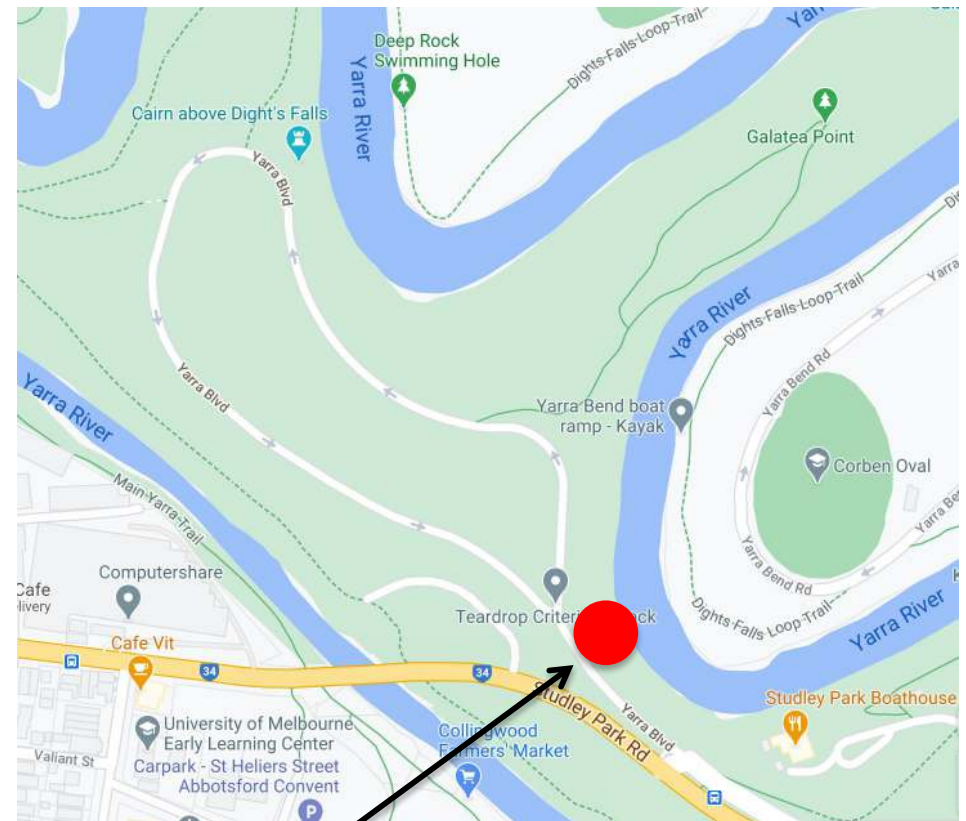 Yarra
Deep Rock
Swimming Hole
Dights-Falls-Loop-Trail
Yarra River
Cairn above Dight's Falls
Galatea Point
Yarra Blvd
Yarra River
Dights-Falls-Loop-Trail
Yarra Bend Rd
Yarra Blvd
Yarra River
Yarra Bend boat
ramp - Kayak
Corben Oval
Main-Yarra-Trail
Yarra Bend Rd
Computershare
Cafe
Teardrop
Dights-Falls-Loop-Trail
Yarra River
Cafe Vit
34
34
Studley Park Rd
Yarra Blvd
Studley Park Boathouse
University of Melbourne
Early Learning Center
Collingwood
Farmers' Market
Valiant St
Carpark - St Heliers Street
Abbotsford Convent
P